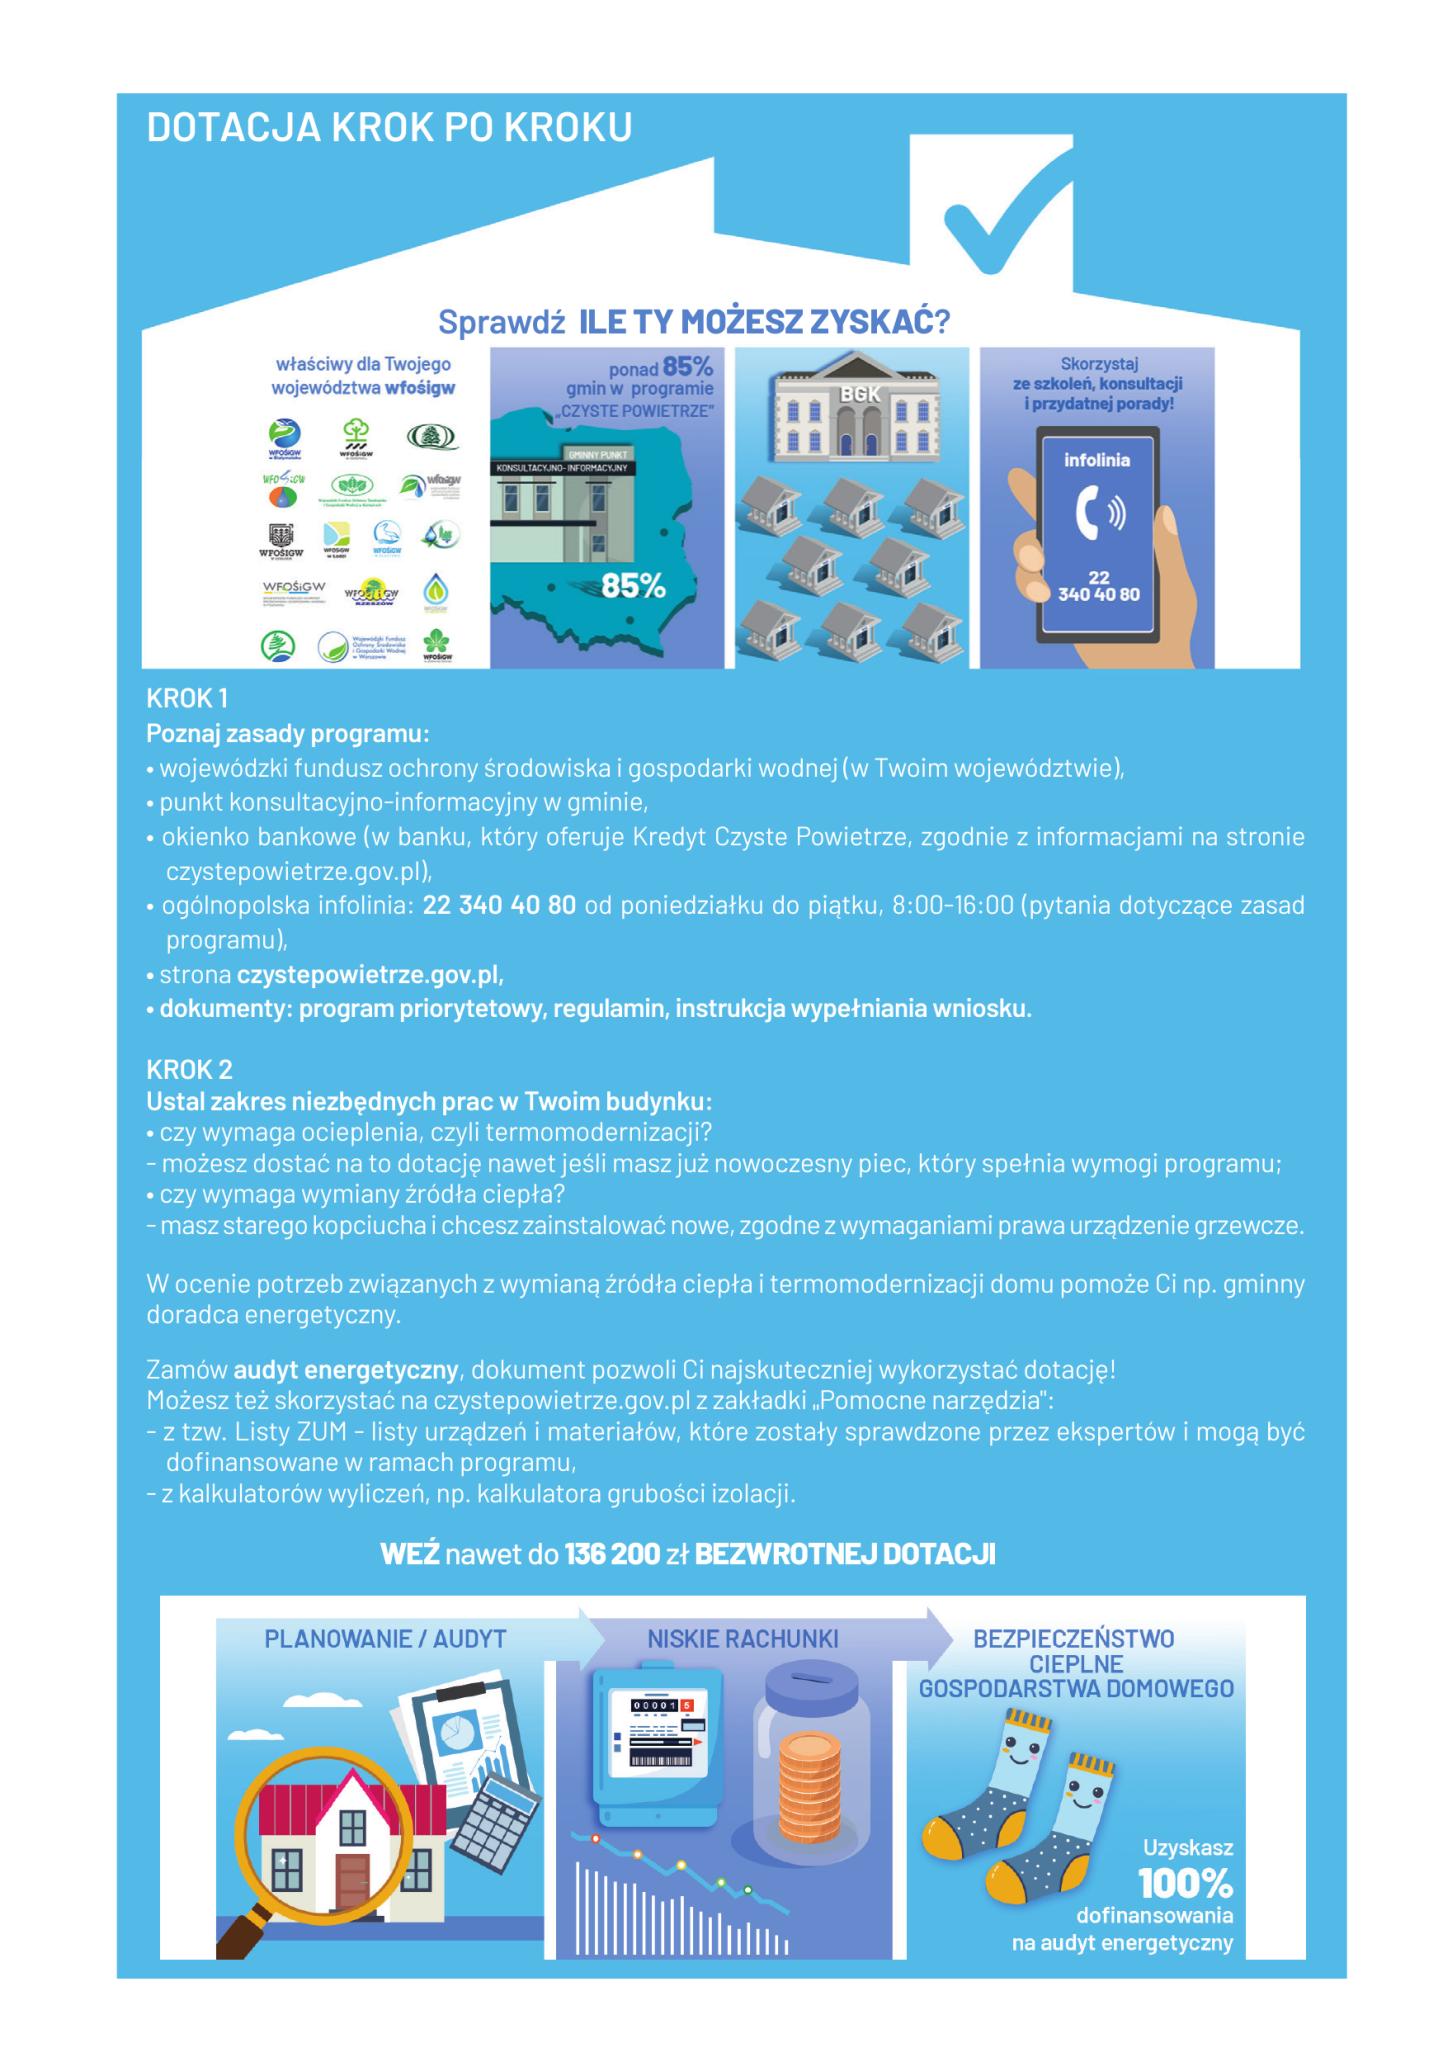 DOTACJA KROK PO KROKU
Sprawdź ILE TY MOŻESZ ZYSKAĆ?
właściwy dla Twojego
województwa wfośigw
WFOŚIGW
WFOŚIGW
WFOŚiGW
wfośigw
WFOŚIGW
WFOŚIGW
w Łodzi
WFOŚIGW
WFOŚiGW
WFOŚIGW
RZESZÓW
WFOŚIGW
Wojewódzki Fundusz
Ochrony Środowiska
i Gospodarki Wodnej
w Warszawie
WFOŚIGW
ponad 85%
gmin w programie
„CZYSTE POWIETRZE"
GMINNY PUNKT
KONSULTACYJNO-INFORMACYJNY
85%
BGK
Skorzystaj
ze szkoleń, konsultacji
i przydatnej porady!
infolinia
22
340 40 80
KROK 1
Poznaj zasady programu:
• wojewódzki fundusz ochrony środowiska i gospodarki wodnej (w Twoim województwie),
• punkt konsultacyjno-informacyjny w gminie,
• okienko bankowe (w banku, który oferuje Kredyt Czyste Powietrze, zgodnie z informacjami na stronie
czystepowietrze.gov.pl),
• ogólnopolska infolinia: 22 340 40 80 od poniedziałku do piątku, 8:00-16:00 (pytania dotyczące zasad
programu),
• strona czystepowietrze.gov.pl,
• dokumenty: program priorytetowy, regulamin, instrukcja wypełniania wniosku.
KROK 2
Ustal zakres niezbędnych prac w Twoim budynku:
• czy wymaga ocieplenia, czyli termomodernizacji?
- możesz dostać na to dotację nawet jeśli masz już nowoczesny piec, który spełnia wymogi programu;
• czy wymaga wymiany źródła ciepła?
- masz starego kopciucha i chcesz zainstalować nowe, zgodne z wymaganiami prawa urządzenie grzewcze.
W ocenie potrzeb związanych z wymianą źródła ciepła i termomodernizacji domu pomoże Ci np. gminny
doradca energetyczny.
Zamów audyt energetyczny, dokument pozwoli Ci najskuteczniej wykorzystać dotację!
Możesz też skorzystać na czystepowietrze.gov.pl z zakładki „Pomocne narzędzia":
- z tzw. Listy ZUM - listy urządzeń i materiałów, które zostały sprawdzone przez ekspertów i mogą być
dofinansowane w ramach programu,
- z kalkulatorów wyliczeń, np. kalkulatora grubości izolacji.
WEŹ nawet do 136 200 zł BEZWROTNEJ DOTACJI
PLANOWANIE / AUDYT
NISKIE RACHUNKI
00001 5
BEZPIECZEŃSTWO
CIEPLNE
GOSPODARSTWA DOMOWEGO
Uzyskasz
100%
dofinansowania
na audyt energetyczny